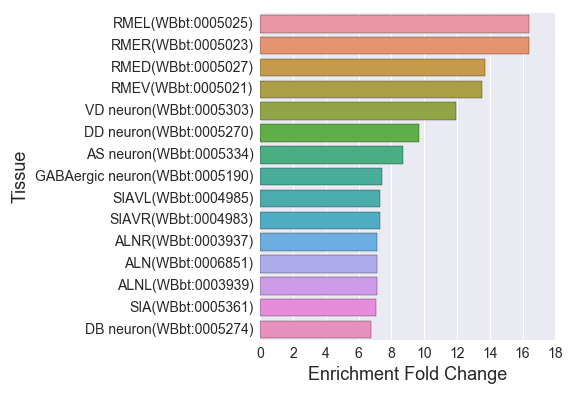 RMEL(WBbt:0005025)
RMER(WBbt:0005023)
RMED(WBbt:0005027)
RMEV(WBbt:0005021)
VD neuron(WBbt:0005303)
DD neuron(WBbt:0005270)
AS neuron(WBbt:0005334)
GABAergic neuron(WBbt:0005190)
SIAVL(WBbt:0004985)
SIAVR(WBbt:0004983)
ALNR(WBbt:0003937)
ALN(WBbt:0006851)
ALNL(WBbt:0003939)
SIA(WBbt:0005361)
DB neuron(WBbt:0005274)
Tissue
0 2 4 6 8 10 12 14 16 18
Enrichment Fold Change